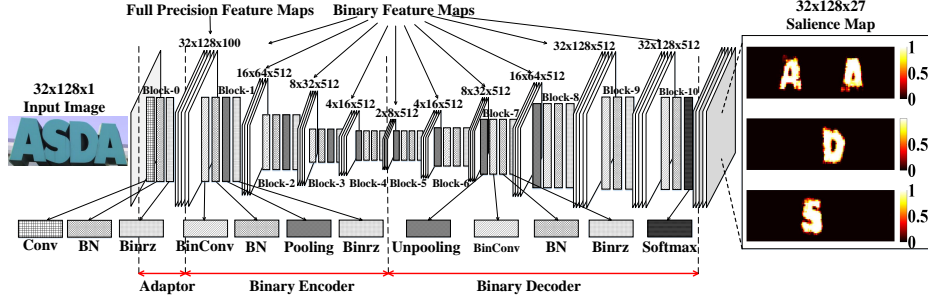 Full Precision Feature Maps
Binary Feature Maps
32x128x27
Salience Map
32x128x1
Input Image
ASDA
32x128x100
16x64x512
8x32x512
4x16x512
2x8x512
4x16x512
8x32x512
16x64x512
32x128x512
32x128x512
Block-0
Block-1
Block-2
Block-3
Block-4
Block-5
Block-6
Block-7
Block-8
Block-9
Block-10
Conv
BN
Binrz
BinConv
BN
Pooling
Binrz
Unpooling
BinConv
BN
Binrz
Softmax
Adaptor
Binary Encoder
Binary Decoder
A A
1
0.5
0
D
1
0.5
0
S
1
0.5
0